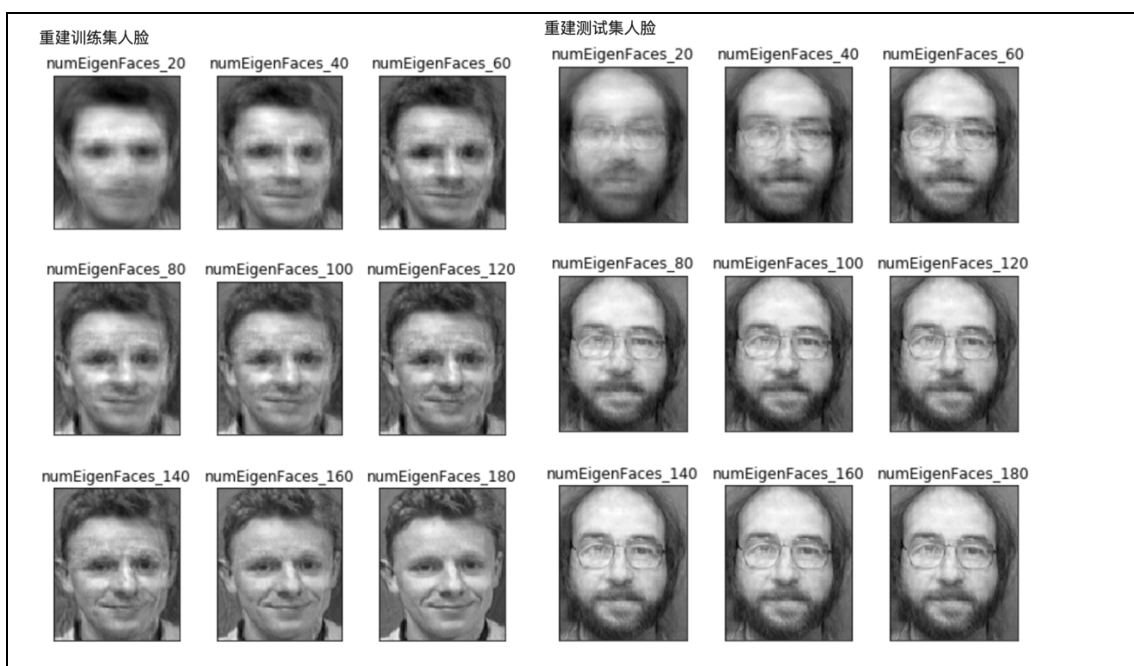 重建训练集人脸
numEigenFaces_20 numEigenFaces_40 numEigenFaces_60
numEigenFaces_80 numEigenFaces_100 numEigenFaces_120
numEigenFaces_140 numEigenFaces_160 numEigenFaces_180
重建测试集人脸
numEigenFaces_20 numEigenFaces_40 numEigenFaces_60
numEigenFaces_80 numEigenFaces_100 numEigenFaces_120
numEigenFaces_140 numEigenFaces_160 numEigenFaces_180